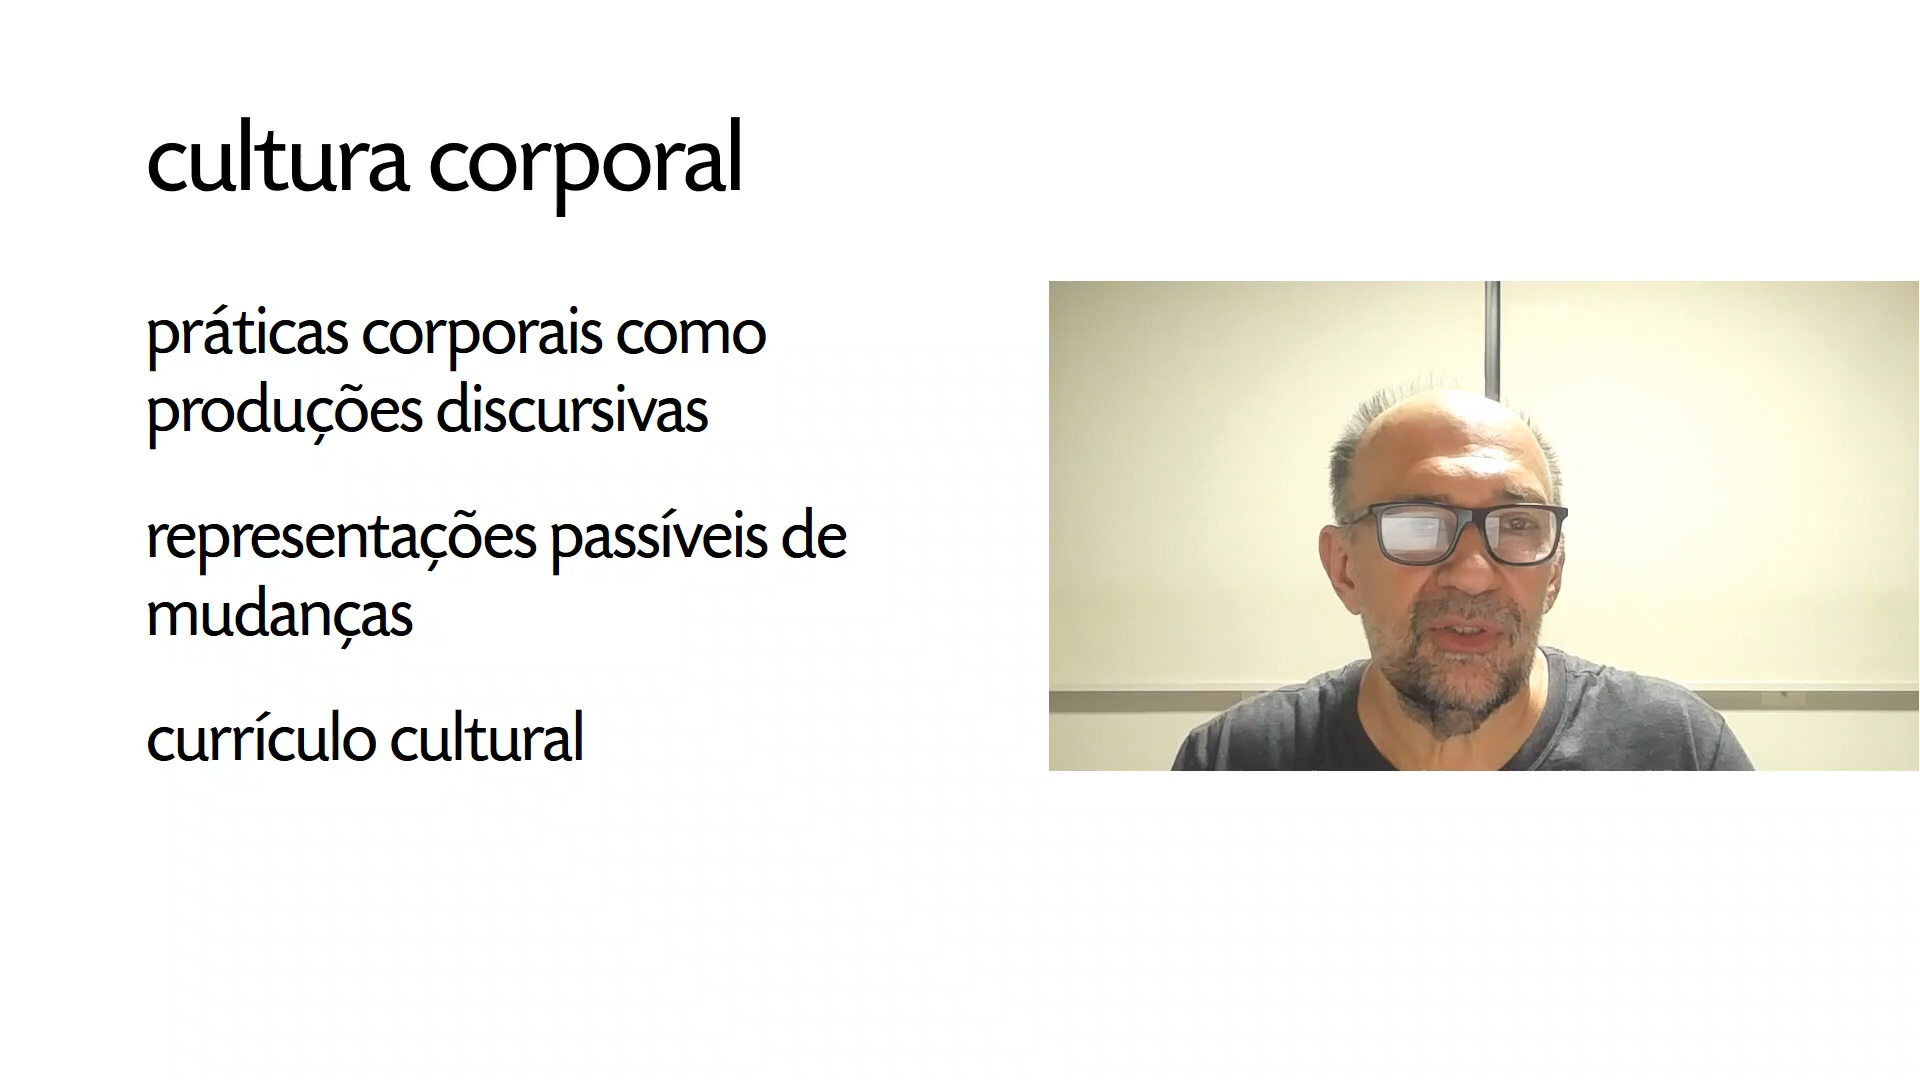 cultura corporal
práticas corporais como
produções discursivas
representações passíveis de
mudanças
currículo cultural